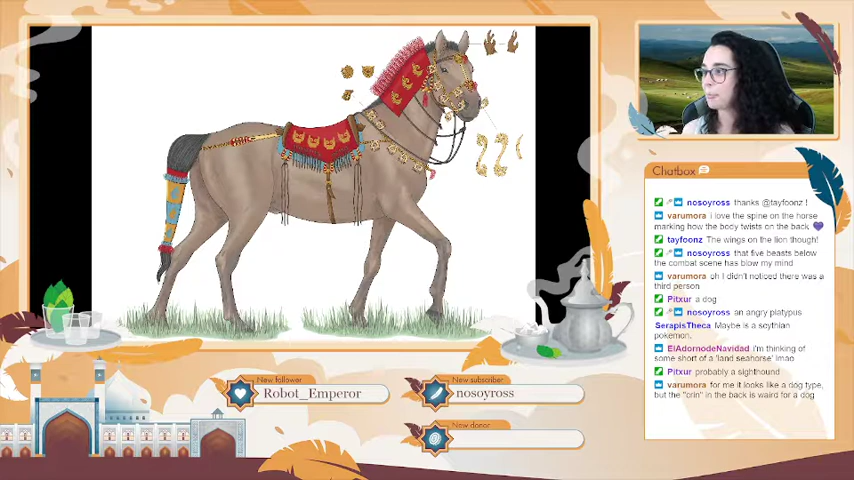 Chatbox
nosoyross thanks @tayfoonz !
varumora i love the spine on the horse
marking how the body twists on the back
tayfoonz The wings on the lion though!
nosoyross that five beasts below
the combat scene has blow my mind
varumora oh I didn't noticed there was a
third person
Pitxur a dog
nosoyross an angry platypus
SerapisTheca Maybe is a scythian
pokemon.
ElAdornodeNavidad i'm thinking of
some short of a 'land seahorse' lmao
Pitxur probably a sighthound
varumora for me it looks like a dog type,
but the "crin" in the back is waird for a dog
New follower
Robot_Emperor
New subscriber
nosoyross
New donor